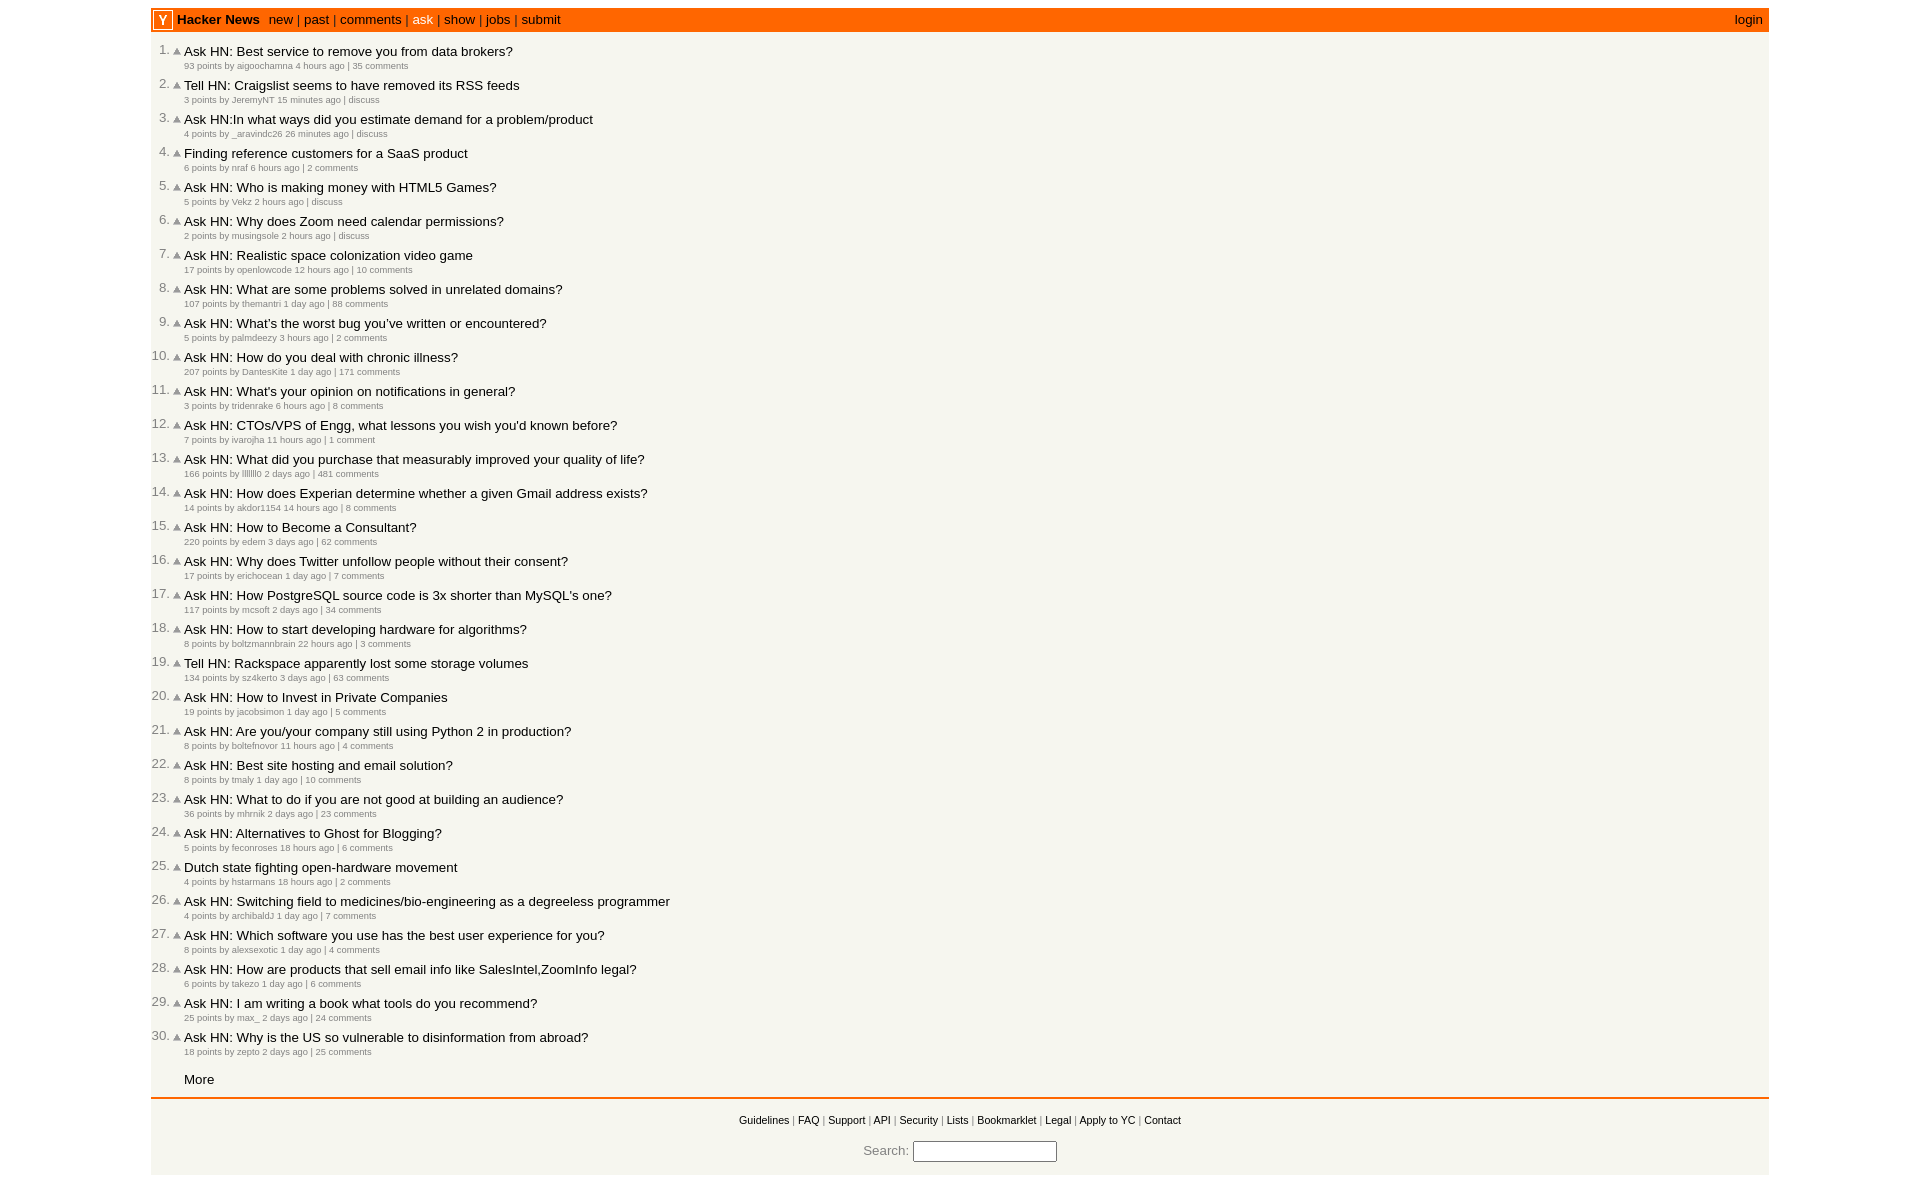 Y Hacker News new | past | comments | ask | show | jobs | submit login
1. Ask HN: Best service to remove you from data brokers?
93 points by aigoochamna 4 hours ago | 35 comments
2. Tell HN: Craigslist seems to have removed its RSS feeds
3 points by JeremyNT 15 minutes ago | discuss
3. Ask HN:In what ways did you estimate demand for a problem/product
4 points by _aravindc26 26 minutes ago | discuss
4. Finding reference customers for a SaaS product
6 points by nraf 6 hours ago | 2 comments
5. Ask HN: Who is making money with HTML5 Games?
5 points by Vekz 2 hours ago | discuss
6. Ask HN: Why does Zoom need calendar permissions?
2 points by musingsole 2 hours ago | discuss
7. Ask HN: Realistic space colonization video game
17 points by openlowcode 12 hours ago | 10 comments
8. Ask HN: What are some problems solved in unrelated domains?
107 points by themantri 1 day ago | 88 comments
9. Ask HN: What’s the worst bug you’ve written or encountered?
5 points by palmdeezy 3 hours ago | 2 comments
10. Ask HN: How do you deal with chronic illness?
207 points by DantesKite 1 day ago | 171 comments
11. Ask HN: What's your opinion on notifications in general?
3 points by tridenrake 6 hours ago | 8 comments
12. Ask HN: CTOs/VPS of Engg, what lessons you wish you'd known before?
7 points by ivarojha 11 hours ago | 1 comment
13. Ask HN: What did you purchase that measurably improved your quality of life?
166 points by 2 days ago | 481 comments
14. Ask HN: How does Experian determine whether a given Gmail address exists?
14 points by akdor1154 14 hours ago | 8 comments
15. Ask HN: How to Become a Consultant?
220 points by edem 3 days ago | 62 comments
16. Ask HN: Why does Twitter unfollow people without their consent?
17 points by erichocean 1 day ago | 7 comments
17. Ask HN: How PostgreSQL source code is 3x shorter than MySQL's one?
117 points by mcsoft 2 days ago | 34 comments
18. Ask HN: How to start developing hardware for algorithms?
8 points by boltzmannbrain 22 hours ago | 3 comments
19. Tell HN: Rackspace apparently lost some storage volumes
134 points by sz4kerto 3 days ago | 63 comments
20. Ask HN: How to Invest in Private Companies
19 points by jacobsimon 1 day ago | 5 comments
21. Ask HN: Are you/your company still using Python 2 in production?
8 points by boltefnovor 11 hours ago | 4 comments
22. Ask HN: Best site hosting and email solution?
8 points by tmaly 1 day ago | 10 comments
23. Ask HN: What to do if you are not good at building an audience?
36 points by mhrnik 2 days ago | 23 comments
24. Ask HN: Alternatives to Ghost for Blogging?
5 points by feconroses 18 hours ago | 6 comments
25. Dutch state fighting open-hardware movement
4 points by hstarmans 18 hours ago | 2 comments
26. Ask HN: Switching field to medicines/bio-engineering as a degreeless programmer
4 points by archibaldJ 1 day ago | 7 comments
27. Ask HN: Which software you use has the best user experience for you?
8 points by alexsexotic 1 day ago | 4 comments
28. Ask HN: How are products that sell email info like SalesIntel,ZoomInfo legal?
6 points by takezo 1 day ago | 6 comments
29. Ask HN: I am writing a book what tools do you recommend?
25 points by max_ 2 days ago | 24 comments
30. Ask HN: Why is the US so vulnerable to disinformation from abroad?
18 points by zepto 2 days ago | 25 comments
More
Guidelines | FAQ | Support | API | Security | Lists | Bookmarklet | Legal | Apply to YC | Contact
Search: